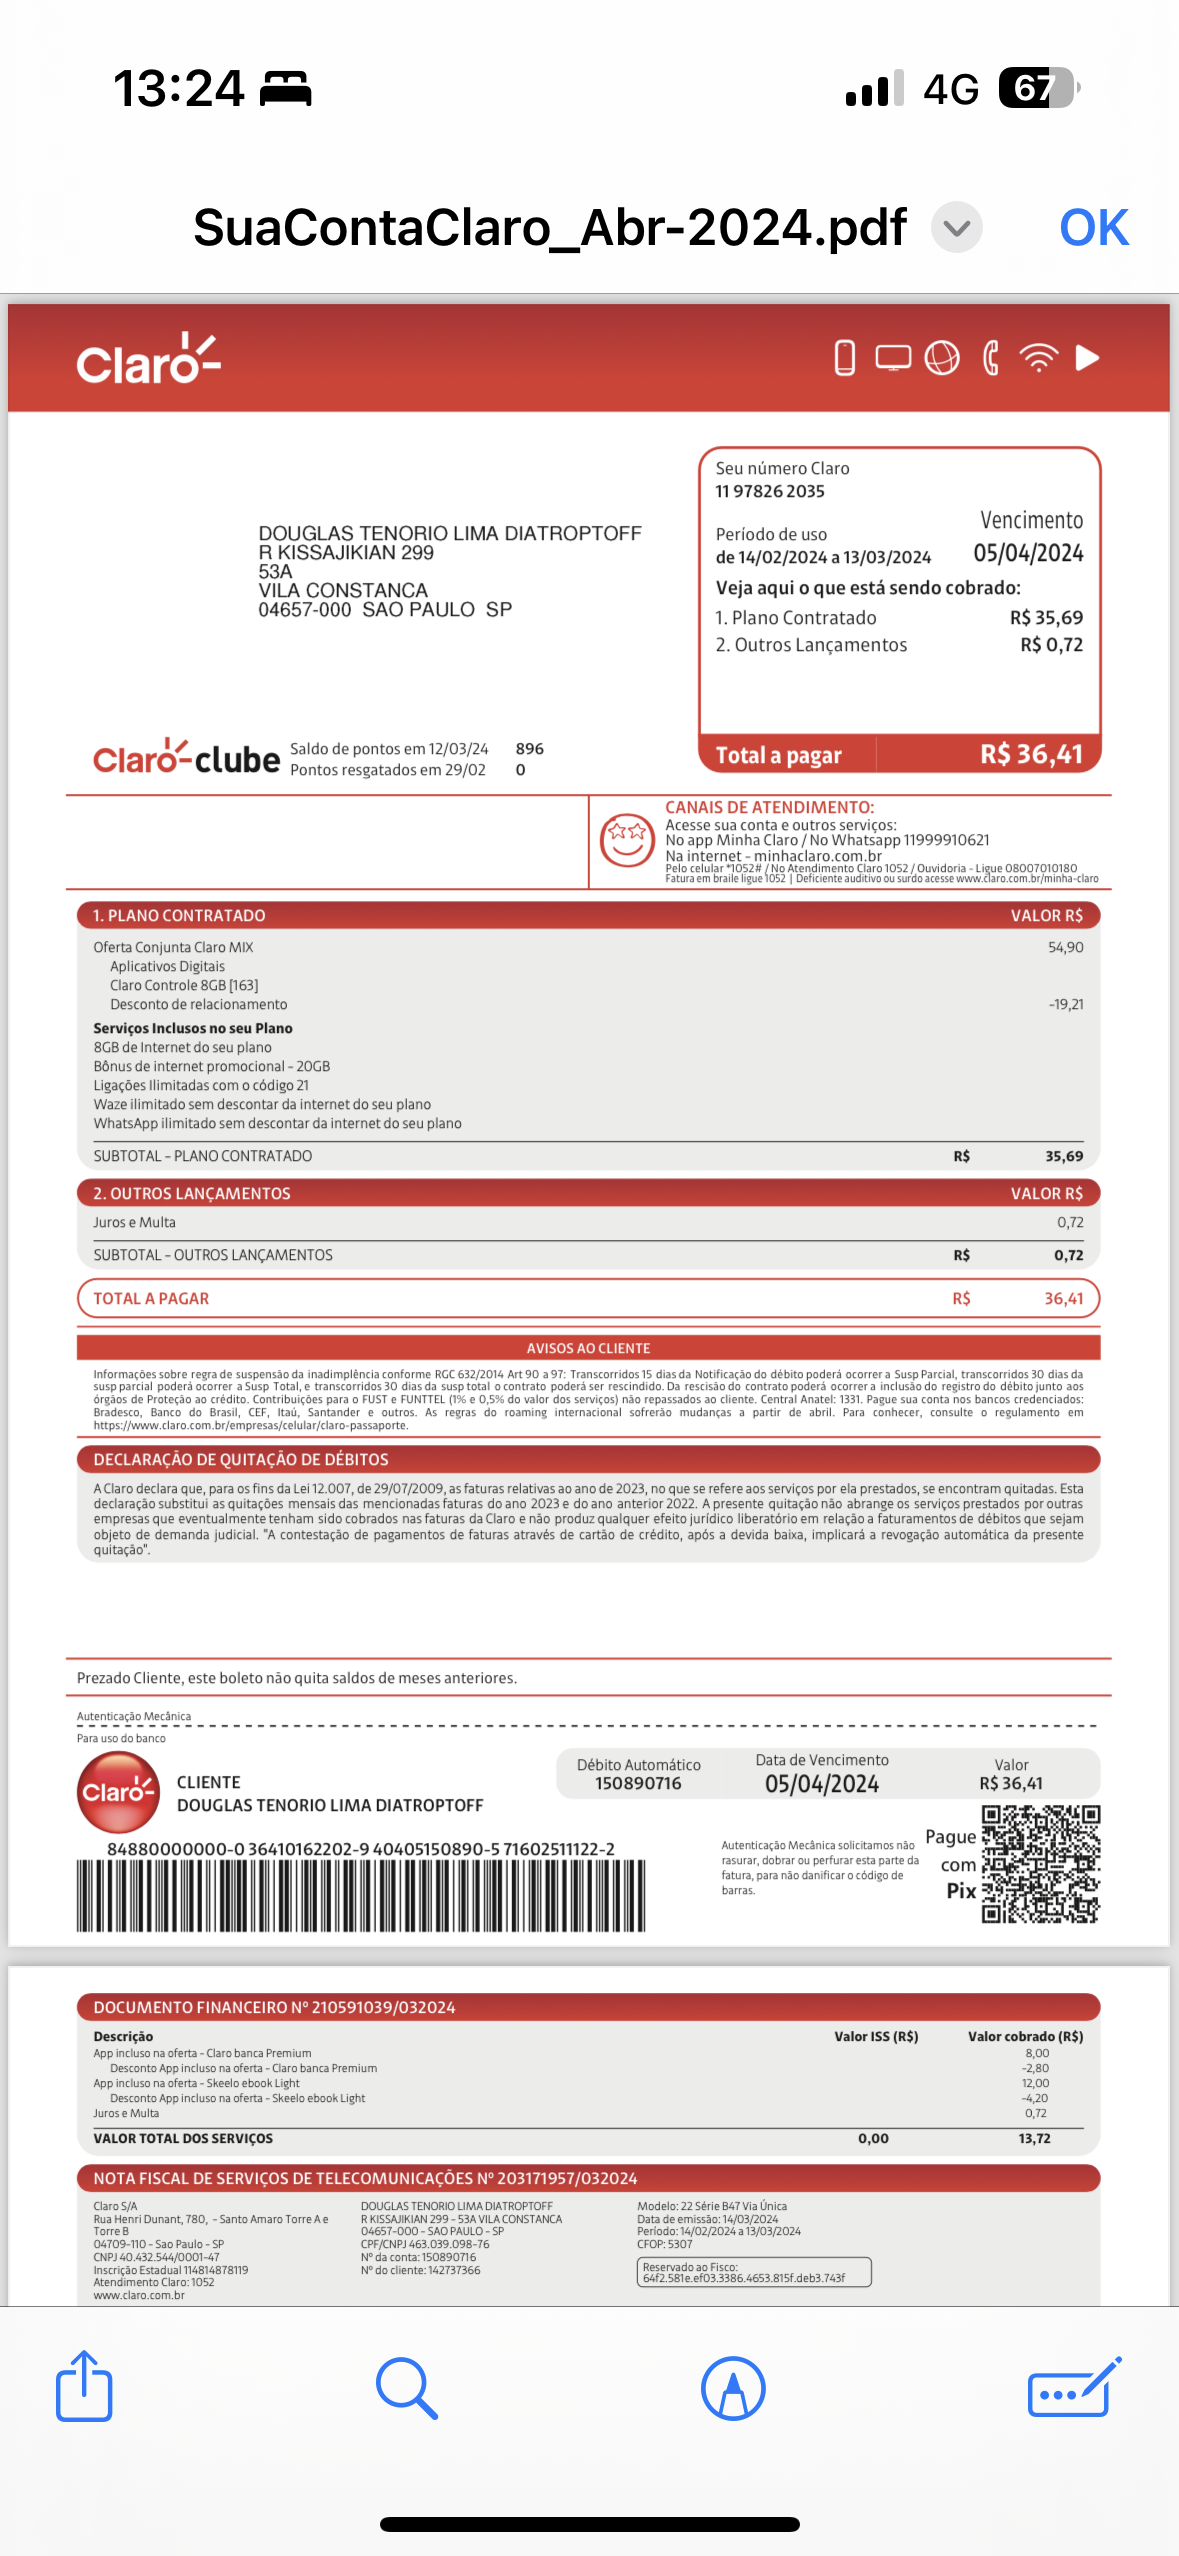 13:24
4G
67
SuaContaClaro_Abr-2024.pdf
OK
Claro
Seu número Claro
11 97826 2035
Vencimento
Período de uso
05/04/2024
de 14/02/2024 a 13/03/2024
Veja aqui o que está sendo cobrado:
1. Plano Contratado R$ 35,69
2. Outros Lançamentos R$ 0,72
Total a pagar R$ 36,41
DOUGLAS TENORIO LIMA DIATROPTOFF
R KISSAJIKIAN 299
53A
VILA CONSTANCA
04657-000 SAO PAULO SP
Claro-clube
Saldo de pontos em 12/03/24 896
Pontos resgatados em 29/02 0
CANAIS DE ATENDIMENTO:
Acesse sua conta e outros serviços:
No app Minha Claro / No Whatsapp 11999910621
Na internet - minhaclaro.com.br
Pelo celular *1052# / No Atendimento Claro 1052 / Ouvidoria - Ligue 08007010180
Fatura em braile ligue 1052 | Deficiente auditivo ou surdo acesse www.claro.com.br/minha-claro
1. PLANO CONTRATADO VALOR R$
Oferta Conjunta Claro MIX 54,90
Aplicativos Digitais
Claro Controle 8GB [163]
Desconto de relacionamento -19,21
Serviços Inclusos no seu Plano
8GB de Internet do seu plano
Bônus de internet promocional - 20GB
Ligações Ilimitadas com o código 21
Waze ilimitado sem descontar da internet do seu plano
WhatsApp ilimitado sem descontar da internet do seu plano
SUBTOTAL - PLANO CONTRATADO R$ 35,69
2. OUTROS LANÇAMENTOS VALOR R$
Juros e Multa 0,72
SUBTOTAL - OUTROS LANÇAMENTOS R$ 0,72
TOTAL A PAGAR R$ 36,41
AVISOS AO CLIENTE
Informações sobre regra de suspensão da inadimplência conforme RGC 632/2014 Art 90 a 97: Transcorridos 15 dias da Notificação do débito poderá ocorrer a Susp Parcial, transcorridos 30 dias da
susp parcial poderá ocorrer a Susp Total, e transcorridos 30 dias da susp total o contrato poderá ser rescindido. Da rescisão do contrato poderá ocorrer a inclusão do registro do débito junto aos
órgãos de Proteção ao crédito. Contribuições para o FUST e FUNTTEL (1% e 0,5% do valor dos serviços) não repassados ao cliente. Central Anatel: 1331. Pague sua conta nos bancos credenciados:
Bradesco, Banco do Brasil, CEF, Itaú, Santander e outros. As regras do roaming internacional sofrerão mudanças a partir de abril. Para conhecer, consulte o regulamento em
https://www.claro.com.br/empresas/celular/claro-passaporte.
DECLARAÇÃO DE QUITAÇÃO DE DÉBITOS
A Claro declara que, para os fins da Lei 12.007, de 29/07/2009, as faturas relativas ao ano de 2023, no que se refere aos serviços por ela prestados, se encontram quitadas. Esta
declaração substitui as quitações mensais das mencionadas faturas do ano 2023 e do ano anterior 2022. A presente quitação não abrange os serviços prestados por outras
empresas que eventualmente tenham sido cobrados nas faturas da Claro e não produz qualquer efeito jurídico liberatório em relação a faturamentos de débitos que sejam
objeto de demanda judicial. "A contestação de pagamentos de faturas através de cartão de crédito, após a devida baixa, implicará a revogação automática da presente
quitação".
Prezado Cliente, este boleto não quita saldos de meses anteriores.
Autenticação Mecânica
Para uso do banco
Claro
CLIENTE
DOUGLAS TENORIO LIMA DIATROPTOFF
Débito Automático Data de Vencimento Valor
150890716 05/04/2024 R$ 36,41
84880000000-0 36410162202-9 40405150890-5 71602511122-2
Autenticação Mecânica solicitamos não
rasurar, dobrar ou perfurar esta parte da
fatura, para não danificar o código de
barras.
Pague
com
Pix
DOCUMENTO FINANCEIRO Nº 210591039/032024
Descrição Valor ISS (R$) Valor cobrado (R$)
App incluso na oferta - Claro banca Premium 8,00
Desconto App incluso na oferta - Claro banca Premium -2,80
App incluso na oferta - Skeelo ebook Light 12,00
Desconto App incluso na oferta - Skeelo ebook Light -4,20
Juros e Multa 0,72
VALOR TOTAL DOS SERVIÇOS 0,00 13,72
NOTA FISCAL DE SERVIÇOS DE TELECOMUNICAÇÕES Nº 203171957/032024
Claro S/A
Rua Henri Dunant, 780, - Santo Amaro Torre A e
Torre B
04709-110 - Sao Paulo - SP
CNPJ 40.432.544/0001-47
Inscrição Estadual 114814878119
Atendimento Claro: 1052
www.claro.com.br
DOUGLAS TENORIO LIMA DIATROPTOFF
R KISSAJIKIAN 299 - 53A VILA CONSTANCA
04657-000 - SAO PAULO - SP
CPF/CNPJ 463.039.098-76
Nº da conta: 150890716
Nº do cliente: 142737366
Modelo: 22 Série B47 Via Única
Data de emissão: 14/03/2024
Período: 14/02/2024 a 13/03/2024
CFOP: 5307
Reservado ao Fisco:
64f2.581e.ef03.3386.4653.815f.deb3.743f